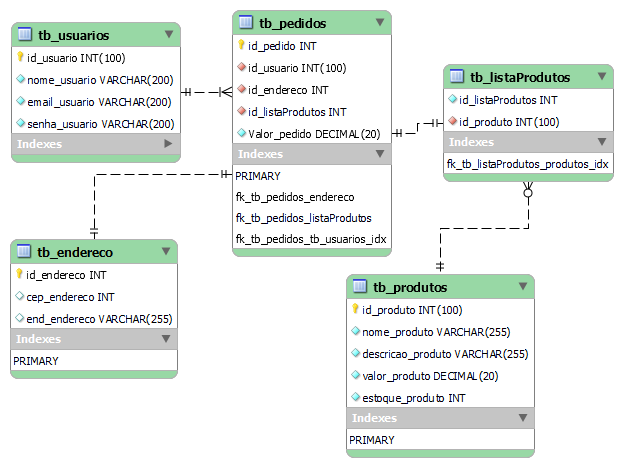 tb_usuarios
id_usuario INT(100)
nome_usuario VARCHAR(200)
email_usuario VARCHAR(200)
senha_usuario VARCHAR(200)
Indexes
tb_pedidos
id_pedido INT
id_usuario INT(100)
id_endereco INT
id_listaProdutos INT
Valor_pedido DECIMAL(20)
Indexes
PRIMARY
fk_tb_pedidos_endereco
fk_tb_pedidos_listaProdutos
fk_tb_pedidos_tb_usuarios_idx
tb_listaProdutos
id_listaProdutos INT
id_produto INT(100)
Indexes
fk_tb_listaProdutos_produtos_idx
tb_endereco
id_endereco INT
cep_endereco INT
end_endereco VARCHAR(255)
Indexes
PRIMARY
tb_produtos
id_produto INT(100)
nome_produto VARCHAR(255)
descricao_produto VARCHAR(255)
valor_produto DECIMAL(20)
estoque_produto INT
Indexes
PRIMARY